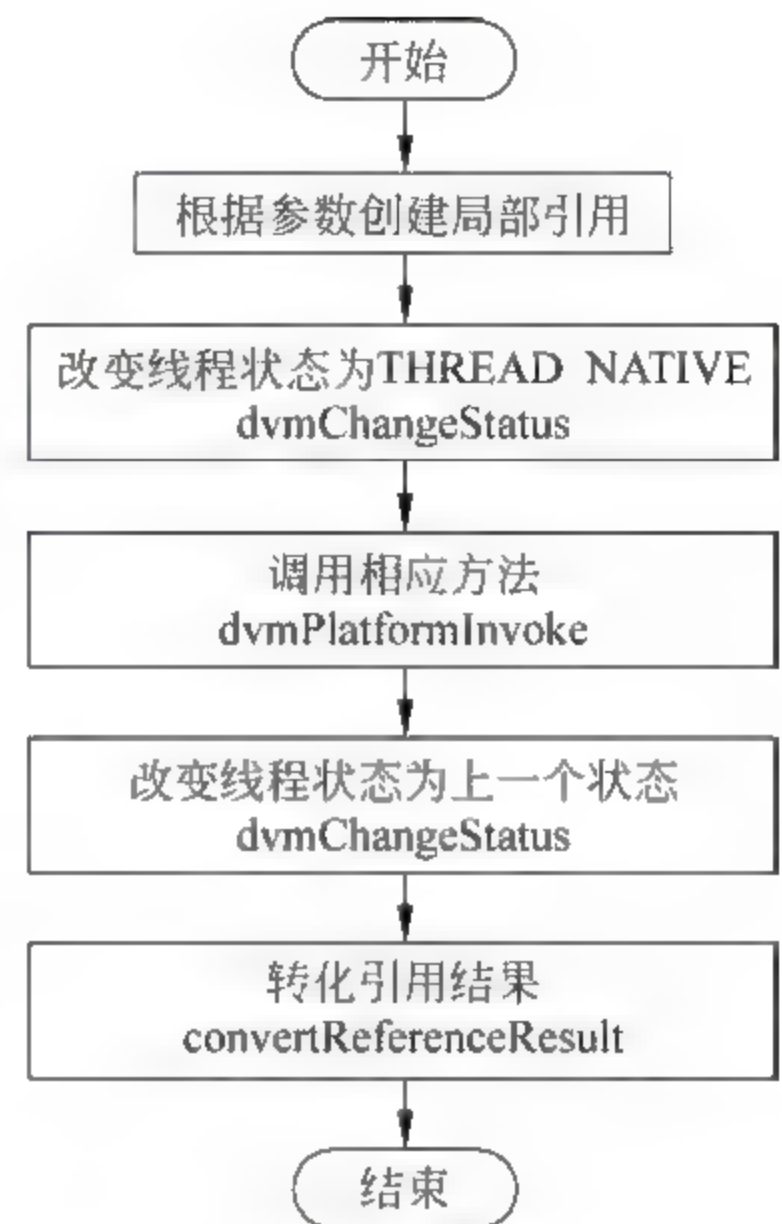 开始
根据参数创建局部引用
改变线程状态为THREAD NATIVE
dvmChangeStatus
调用相应方法
dvmPlatformInvoke
改变线程状态为上一个状态
dvmChangeStatus
转化引用结果
convertReferenceResult
结束